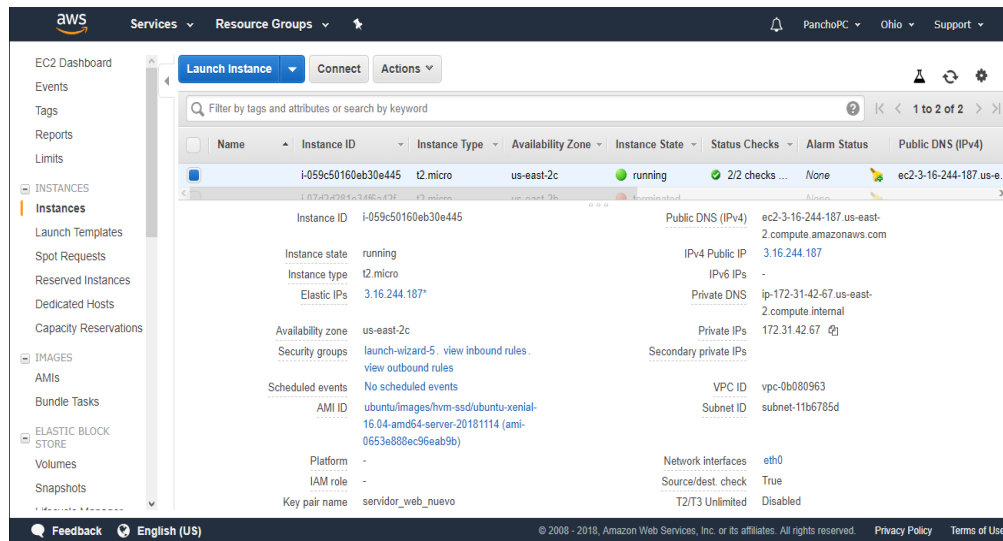 aws Services Resource Groups PanchoPC Ohio Support
EC2 Dashboard
Events
Tags
Reports
Limits
INSTANCES
Instances
Launch Templates
Spot Requests
Reserved Instances
Dedicated Hosts
Capacity Reservations
IMAGES
AMIs
Bundle Tasks
ELASTIC BLOCK
STORE
Volumes
Snapshots
Launch Instance Connect Actions
Filter by tags and attributes or search by keyword 1 to 2 of 2
Name Instance ID Instance Type Availability Zone Instance State Status Checks Alarm Status Public DNS (IPv4)
i-059c50160eb30e445 t2.micro us-east-2c running 2/2 checks ... None ec2-3-16-244-187.us-e...
t2.micro us-east-2b terminated None
Instance ID i-059c50160eb30e445
Instance state running
Instance type t2.micro
Elastic IPs 3.16.244.187*
Availability zone us-east-2c
Security groups launch-wizard-5. view inbound rules.
view outbound rules
Scheduled events No scheduled events
AMI ID ubuntu/images/hvm-ssd/ubuntu-xenial-
16.04-amd64-server-20181114 (ami-
0653e888ec96eab9b)
Platform -
IAM role -
Key pair name servidor_web_nuevo
Public DNS (IPv4) ec2-3-16-244-187.us-east-
2.compute.amazonaws.com
IPv4 Public IP 3.16.244.187
IPv6 IPs -
Private DNS ip-172-31-42-67.us-east-
2.compute.internal
Private IPs 172.31.42.67
Secondary private IPs
VPC ID vpc-0b080963
Subnet ID subnet-11b6785d
Network interfaces eth0
Source/dest. check True
T2/T3 Unlimited Disabled
Feedback English (US) © 2008 - 2018, Amazon Web Services, Inc. or its affiliates. All rights reserved. Privacy Policy Terms of Use